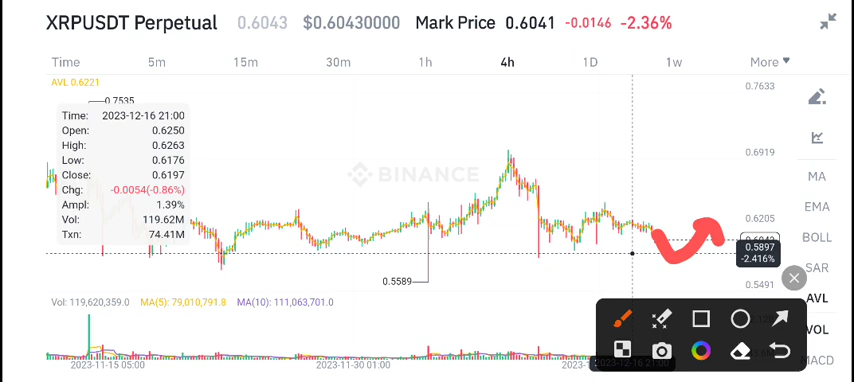 XRPUSDT Perpetual 0.6043 $0.60430000 Mark Price 0.6041 -0.0146 -2.36%
Time 5m 15m 30m 1h 4h 1D 1w More
AVL 0.6221
0.7633
0.7535
Time: 2023-12-16 21:00
Open: 0.6250
High: 0.6263
Low: 0.6176
Close: 0.6197
Chg: -0.0054(-0.86%)
Ampl: 1.39%
Vol: 119.62M
Txn: 74.41M
BINANCE
0.6919
0.6205
0.5897
-2.416%
0.5589
0.5491
MA
EMA
BOLL
SAR
AVL
VOL
MACD
Vol: 119,620,359.0 MA(5): 79,010,791.8 MA(10): 111,063,701.0
2023-11-15 05:00 2023-11-30 01:00 2023-12-16 21:00